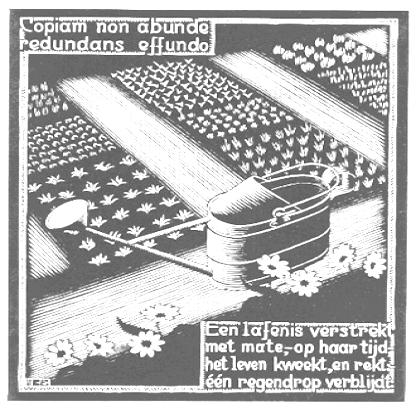 Copiam non abunde
redundans effundo
Een lafenis verstrekt
met mate,-op haar tijd-
het leven kweekt, en rekt:
één regendrop verblijdt.